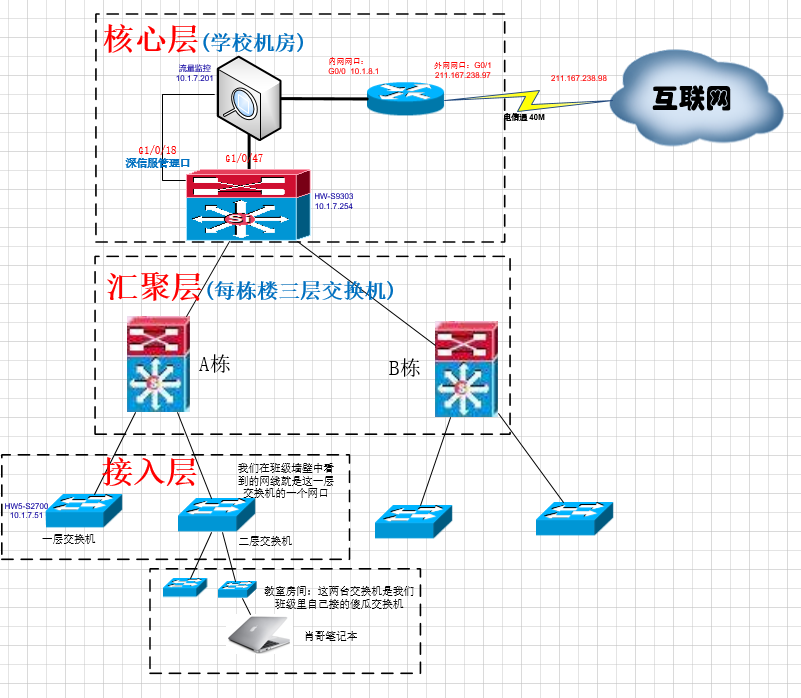 核心层(学校机房)
流量监控
10.1.7.201
内网网口:
G0/0 10.1.8.1
外网网口: G0/1
211.167.238.97
211.167.238.98
互联网
电信通 40M
G1/0/18
深信服管理口
G1/0/47
HW-S9303
10.1.7.254
汇聚层(每栋楼三层交换机)
A栋
B栋
接入层
我们在班级墙壁中看
到的网线就是这一层
交换机的一个网口
HW5-S2700
10.1.7.51
一层交换机
二层交换机
教室房间: 这两台交换机是我们
班级里自己接的傻瓜交换机
肖哥笔记本